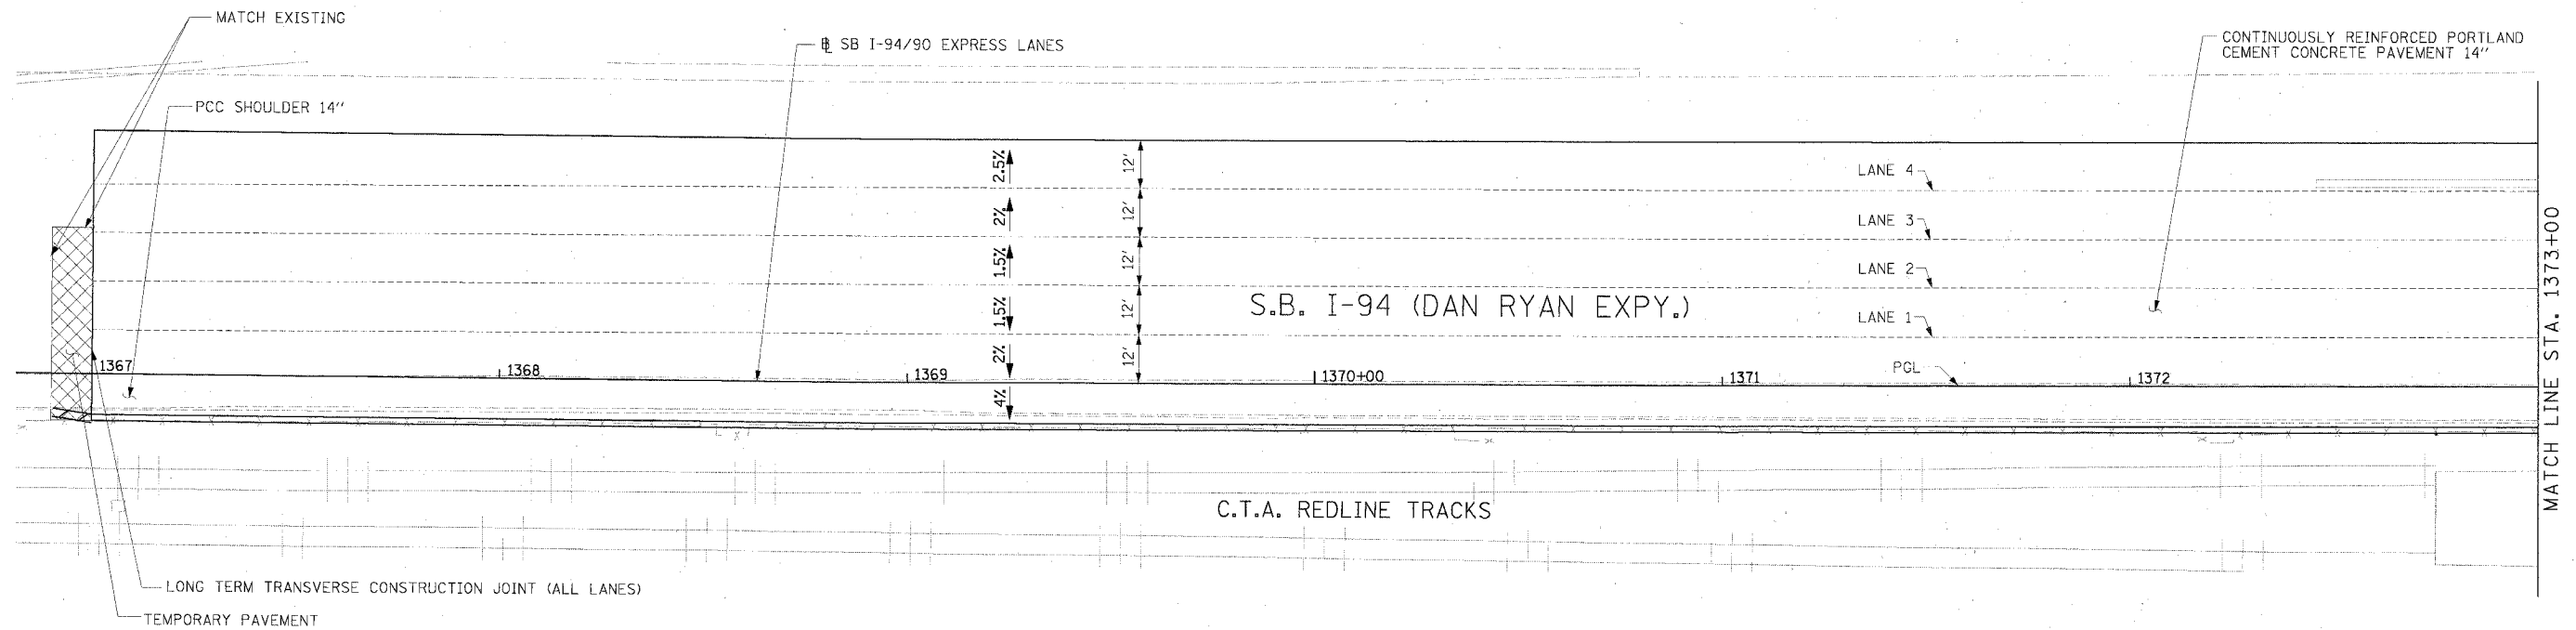 MATCH EXISTING
℄ SB I-94/90 EXPRESS LANES
CONTINUOUSLY REINFORCED PORTLAND
CEMENT CONCRETE PAVEMENT 14"
PCC SHOULDER 14"
2.5%
12'
LANE 4
2%
12'
LANE 3
1.5%
12'
LANE 2
1.5%
12'
S.B. I-94 (DAN RYAN EXPY.)
LANE 1
2%
12'
PGL
1367
1368
1369
1370+00
1371
1372
4%
MATCH LINE STA. 1373+00
C.T.A. REDLINE TRACKS
LONG TERM TRANSVERSE CONSTRUCTION JOINT (ALL LANES)
TEMPORARY PAVEMENT